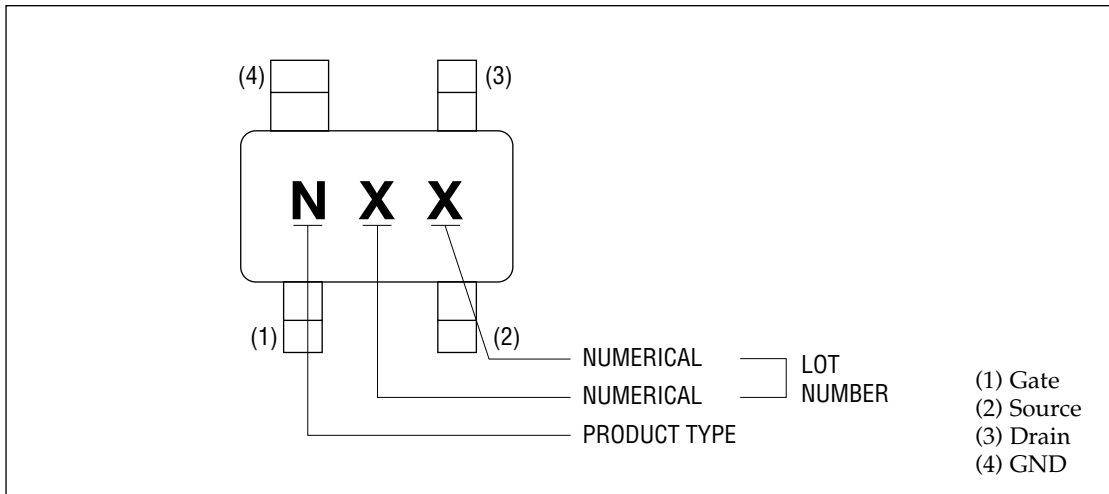 (4) (3)
N X X
(1) (2)
NUMERICAL
NUMERICAL
LOT
NUMBER
PRODUCT TYPE
(1) Gate
(2) Source
(3) Drain
(4) GND